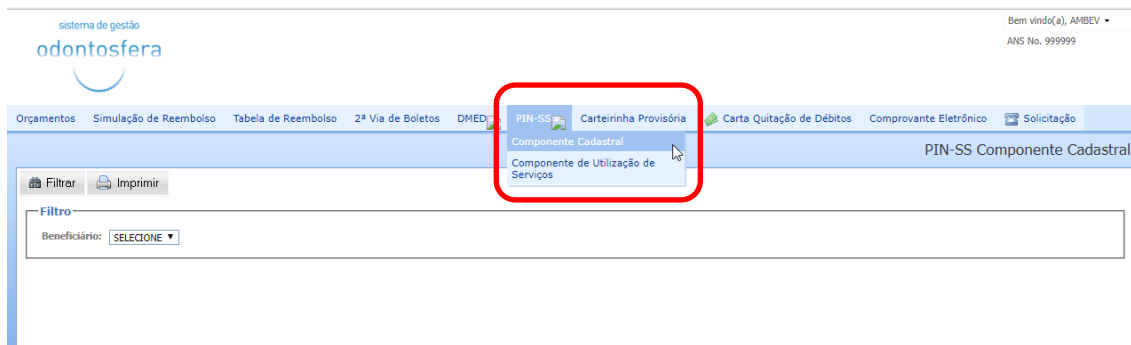 sistema de gestão
odontosfera
Bem vindo(a), AMBEV
ANS No. 999999
Orçamentos Simulação de Reembolso Tabela de Reembolso 2ª Via de Boletos DMED PIN-SS Carteirinha Provisória Carta Quitação de Débitos Comprovante Eletrônico Solicitação
Componente Cadastral
Componente de Utilização de
Serviços
PIN-SS Componente Cadastral
Filtrar Imprimir
Filtro
Beneficiário: SELECIONE